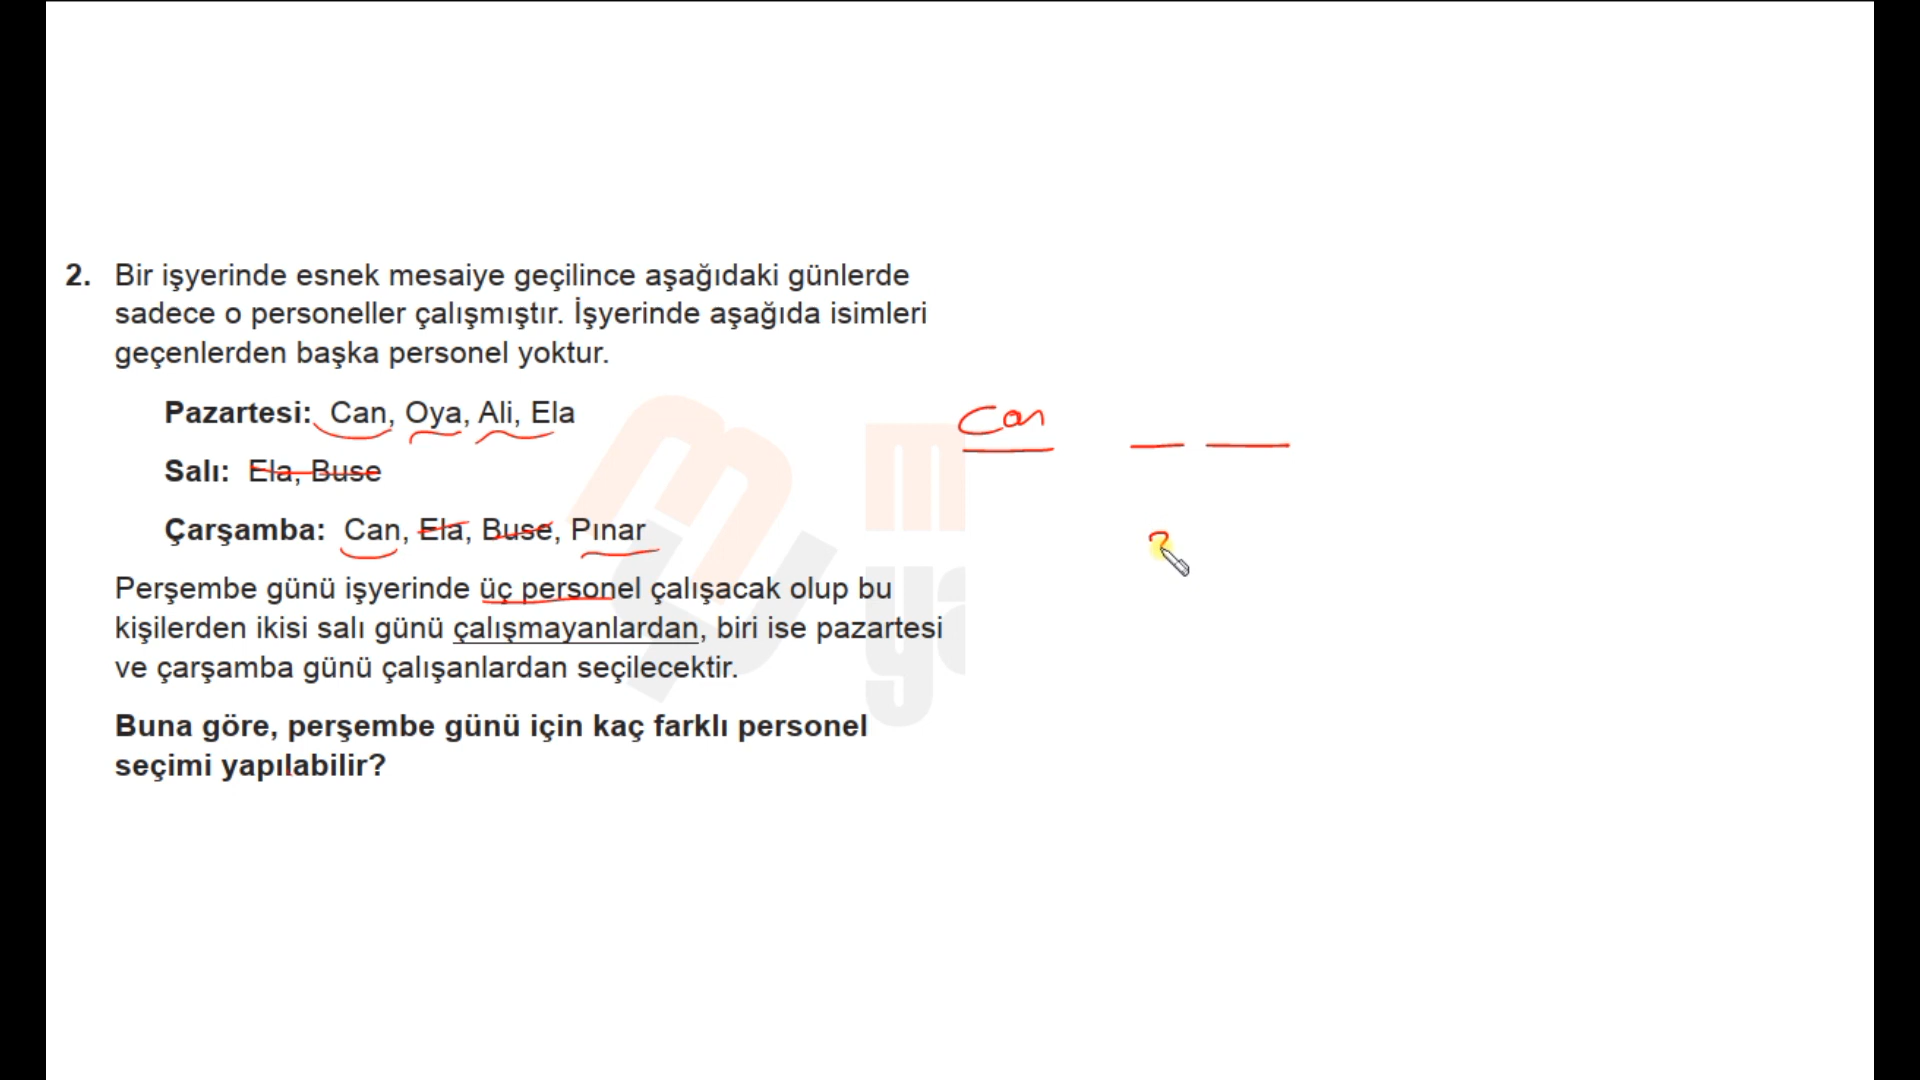 2. Bir işyerinde esnek mesaiye geçilince aşağıdaki günlerde
sadece o personeller çalışmıştır. İşyerinde aşağıda isimleri
geçenlerden başka personel yoktur.
Pazartesi: Can, Oya, Ali, Ela
Can
Salı: Ela, Buse
Çarşamba: Can, Ela, Buse, Pınar
Perşembe günü işyerinde üç personel çalışacak olup bu
kişilerden ikisi salı günü çalışmayanlardan, biri ise pazartesi
ve çarşamba günü çalışanlardan seçilecektir.
Buna göre, perşembe günü için kaç farklı personel
seçimi yapılabilir?